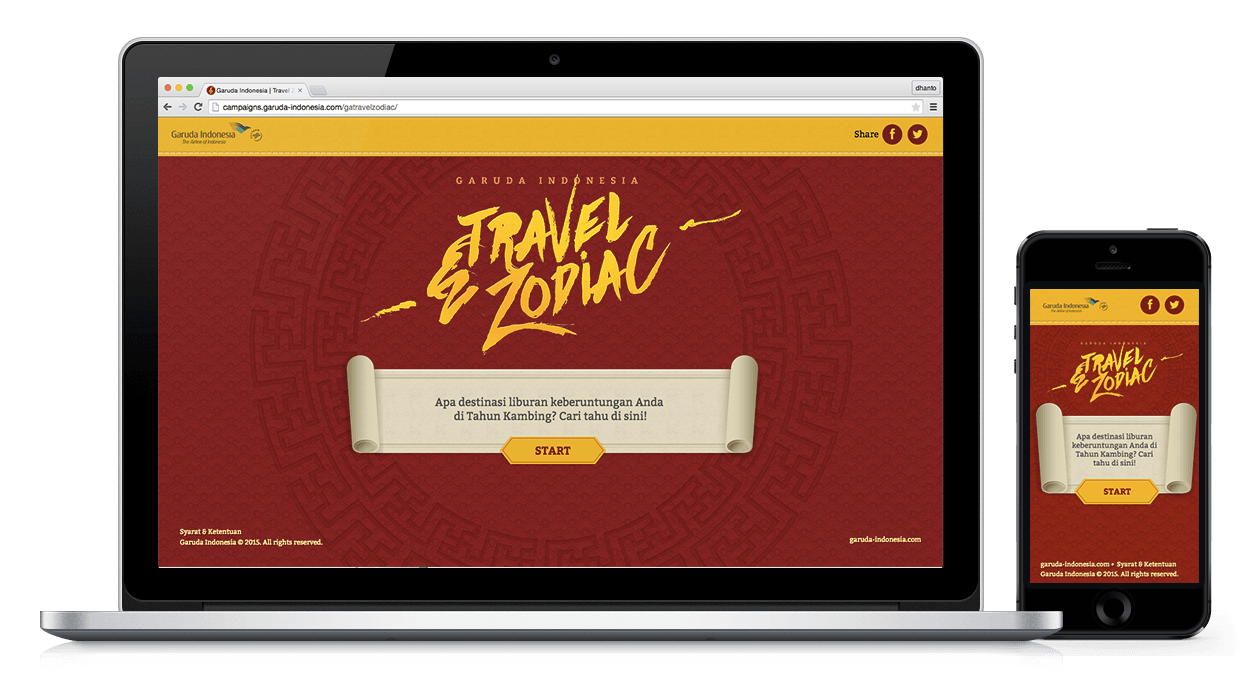 Garuda Indonesia | Travel Z
dhanto
campaigns.garuda-indonesia.com/gatravelzodiac/
Garuda Indonesia
The Airline of Indonesia
Share
GARUDA INDONESIA
TRAVEL
& ZODIAC
Apa destinasi liburan keberuntungan Anda
di Tahun Kambing? Cari tahu di sini!
START
Syarat & Ketentuan
Garuda Indonesia © 2015. All rights reserved.
garuda-indonesia.com
Garuda Indonesia
The Airline of Indonesia
GARUDA INDONESIA
TRAVEL
& ZODIAC
Apa destinasi liburan
keberuntungan Anda di
Tahun Kambing? Cari
tahu di sini!
START
garuda-indonesia.com • Syarat & Ketentuan
Garuda Indonesia © 2015. All rights reserved.